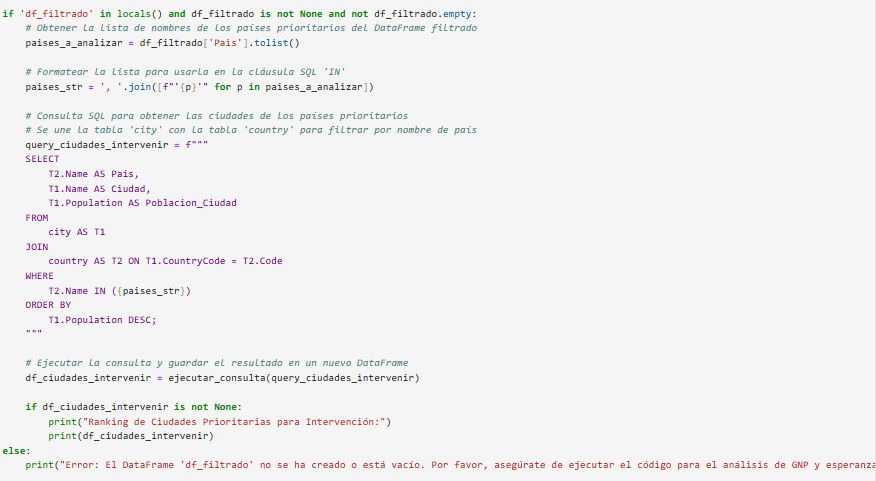 if 'df_filtrado' in locals() and df_filtrado is not None and not df_filtrado.empty:
    # Obtener la lista de nombres de los países prioritarios del DataFrame filtrado
    paises_a_analizar = df_filtrado['Pais'].tolist()

    # Formatear la lista para usarla en la cláusula SQL 'IN'
    paises_str = ', '.join([f"'{p}'" for p in paises_a_analizar])

    # Consulta SQL para obtener las ciudades de los países prioritarios
    # Se une la tabla 'city' con la tabla 'country' para filtrar por nombre de país
    query_ciudades_intervenir = f"""
    SELECT
        T2.Name AS Pais,
        T1.Name AS Ciudad,
        T1.Population AS Poblacion_Ciudad
    FROM
        city AS T1
    JOIN
        country AS T2 ON T1.CountryCode = T2.Code
    WHERE
        T2.Name IN ({paises_str})
    ORDER BY
        T1.Population DESC;
    """

    # Ejecutar la consulta y guardar el resultado en un nuevo DataFrame
    df_ciudades_intervenir = ejecutar_consulta(query_ciudades_intervenir)

    if df_ciudades_intervenir is not None:
        print("Ranking de Ciudades Prioritarias para Intervención:")
        print(df_ciudades_intervenir)
else:
    print("Error: El DataFrame 'df_filtrado' no se ha creado o está vacío. Por favor, asegúrate de ejecutar el código para el análisis de GNP y esperanza